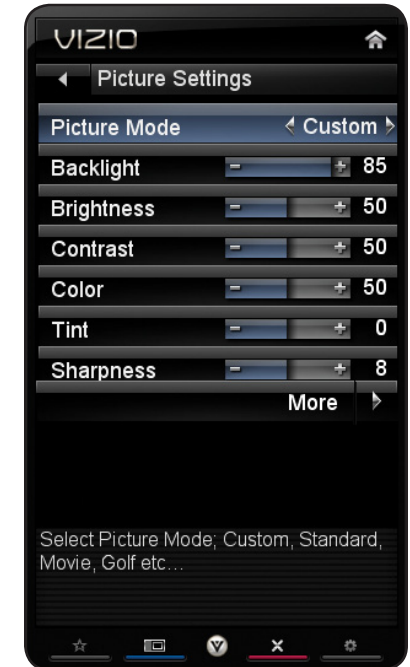 VIZIO
Picture Settings
Picture Mode Custom
Backlight - + 85
Brightness - + 50
Contrast - + 50
Color - + 50
Tint - + 0
Sharpness - + 8
More
Select Picture Mode; Custom, Standard,
Movie, Golf etc...
V